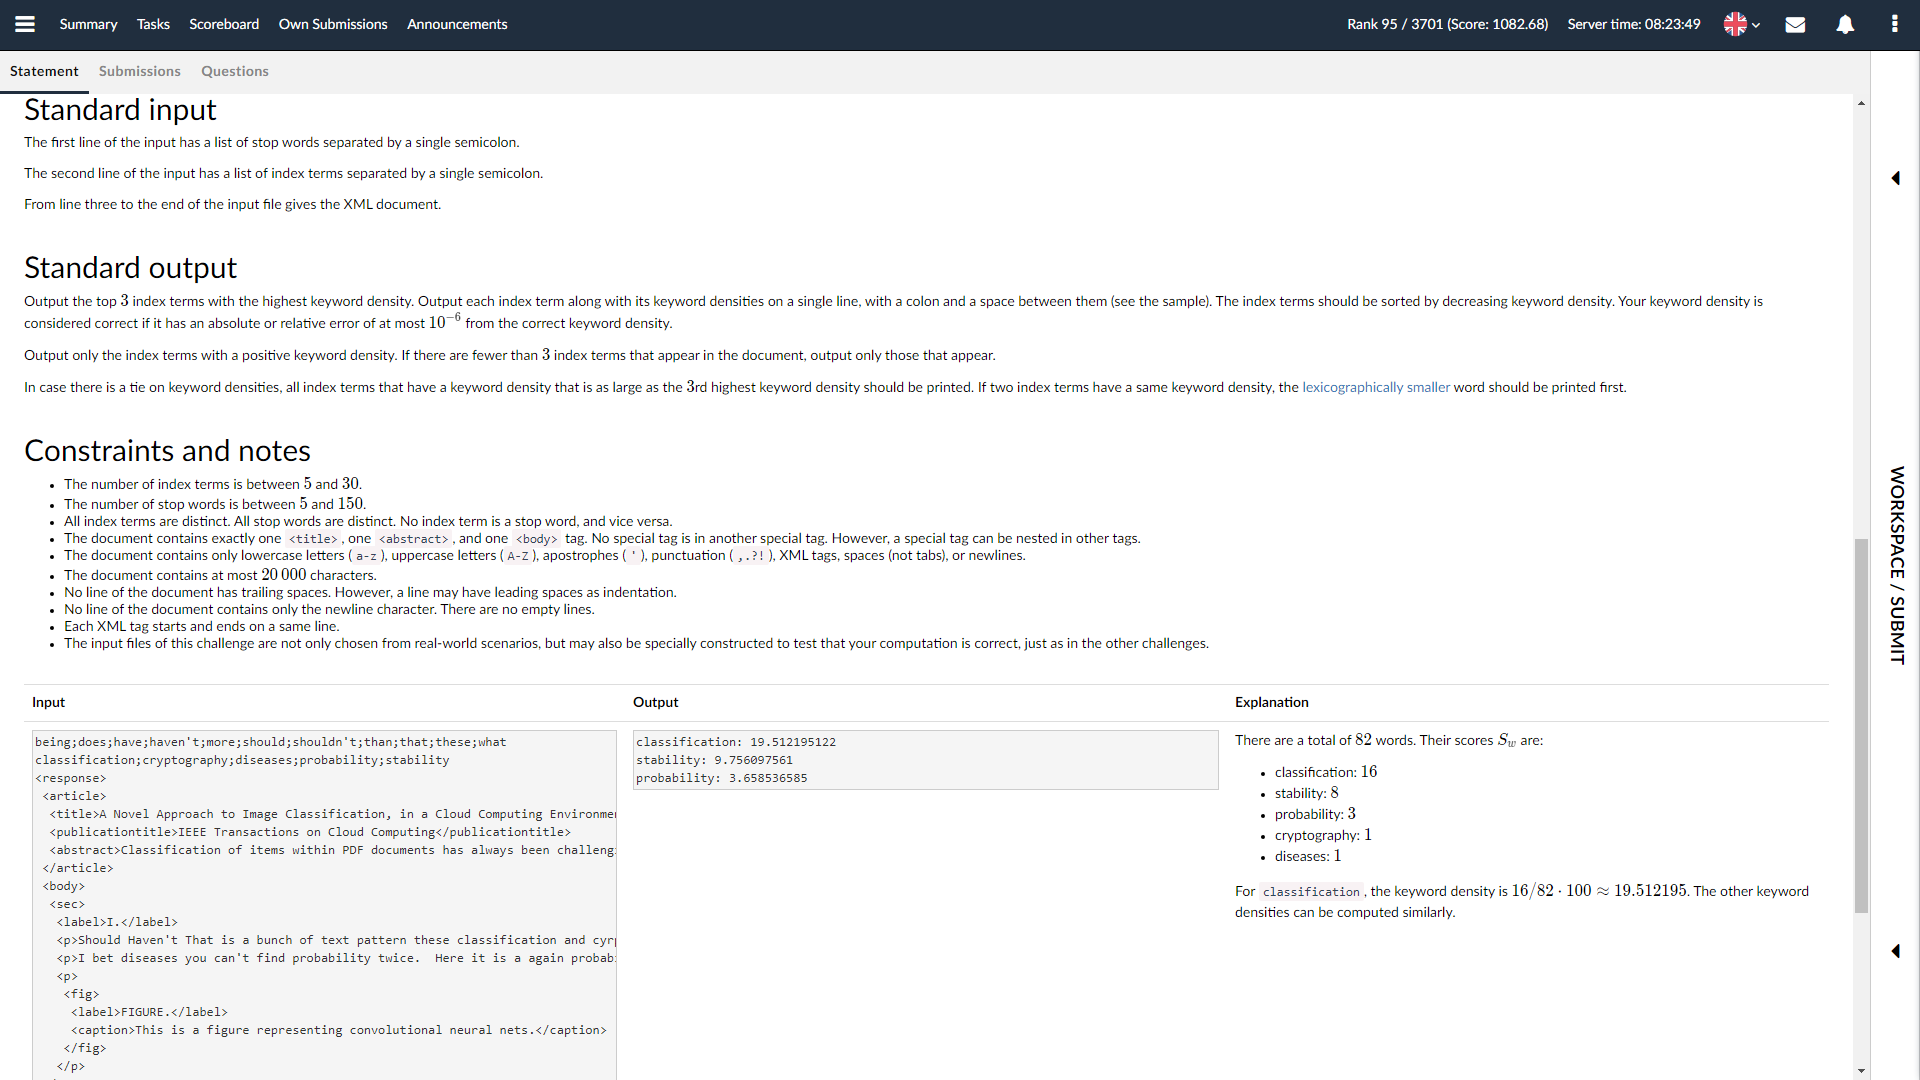 Summary Tasks Scoreboard Own Submissions Announcements Rank 95 / 3701 (Score: 1082.68) Server time: 08:23:49
Statement Submissions Questions
Standard input
The first line of the input has a list of stop words separated by a single semicolon.
The second line of the input has a list of index terms separated by a single semicolon.
From line three to the end of the input file gives the XML document.
Standard output
Output the top 3 index terms with the highest keyword density. Output each index term along with its keyword densities on a single line, with a colon and a space between them (see the sample). The index terms should be sorted by decreasing keyword density. Your keyword density is
considered correct if it has an absolute or relative error of at most 10−6 from the correct keyword density.
Output only the index terms with a positive keyword density. If there are fewer than 3 index terms that appear in the document, output only those that appear.
In case there is a tie on keyword densities, all index terms that have a keyword density that is as large as the 3rd highest keyword density should be printed. If two index terms have a same keyword density, the lexicographically smaller word should be printed first.
Constraints and notes
• The number of index terms is between 5 and 30.
• The number of stop words is between 5 and 150.
• All index terms are distinct. All stop words are distinct. No index term is a stop word, and vice versa.
• The document contains exactly one <title>, one <abstract>, and one <body> tag. No special tag is in another special tag. However, a special tag can be nested in other tags.
• The document contains only lowercase letters ( a-z ), uppercase letters ( A-Z ), apostrophes ( ' ), punctuation ( ,.?! ), XML tags, spaces (not tabs), or newlines.
• The document contains at most 20 000 characters.
• No line of the document has trailing spaces. However, a line may have leading spaces as indentation.
• No line of the document contains only the newline character. There are no empty lines.
• Each XML tag starts and ends on a same line.
• The input files of this challenge are not only chosen from real-world scenarios, but may also be specially constructed to test that your computation is correct, just as in the other challenges.
WORKSPACE / SUBMIT
Input Output Explanation
being;does;have;haven't;more;should;shouldn't;than;that;these;what
classification;cryptography;diseases;probability;stability
<response>
<article>
<title>A Novel Approach to Image Classification, in a Cloud Computing Environme
<publicationtitle>IEEE Transactions on Cloud Computing</publicationtitle>
<abstract>Classification of items within PDF documents has always been challeng
</article>
<body>
<sec>
<label>I.</label>
<p>Should Haven't That is a bunch of text pattern these classification and cyr
<p>I bet diseases you can't find probability twice.  Here it is a again probab
<p>
<fig>
<label>FIGURE.</label>
<caption>This is a figure representing convolutional neural nets.</caption>
</fig>
</p>
classification: 19.512195122
stability: 9.756097561
probability: 3.658536585
There are a total of 82 words. Their scores Sw are:
• classification: 16
• stability: 8
• probability: 3
• cryptography: 1
• diseases: 1
For classification, the keyword density is 16/82 · 100 ≈ 19.512195. The other keyword
densities can be computed similarly.